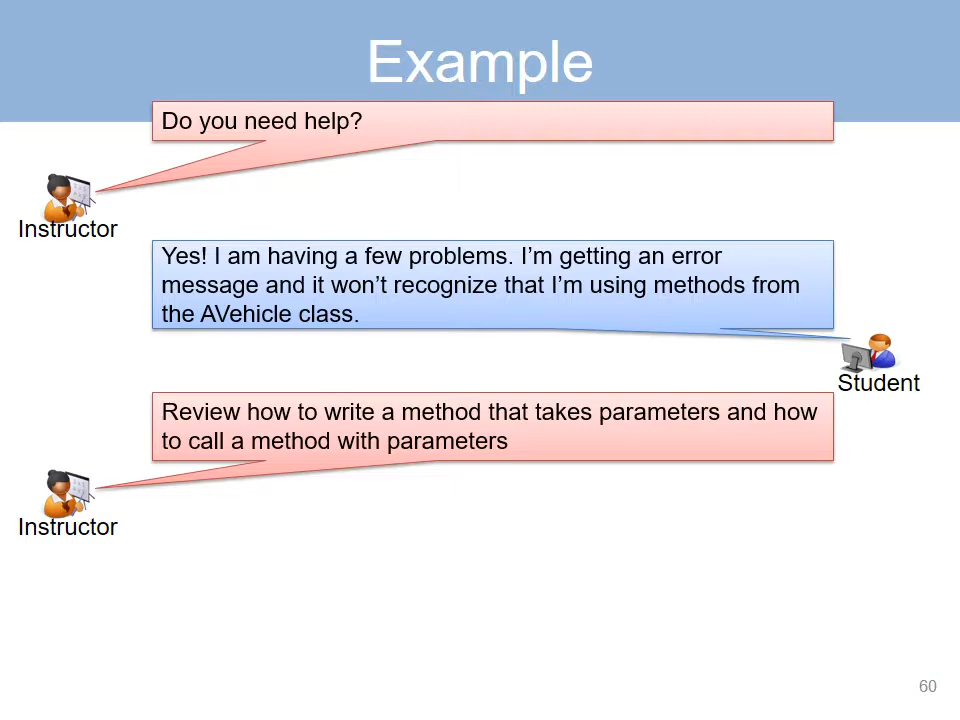 Example
Do you need help?
Instructor
Yes! I am having a few problems. I’m getting an error
message and it won’t recognize that I’m using methods from
the AVehicle class.
Student
Review how to write a method that takes parameters and how
to call a method with parameters
Instructor
60